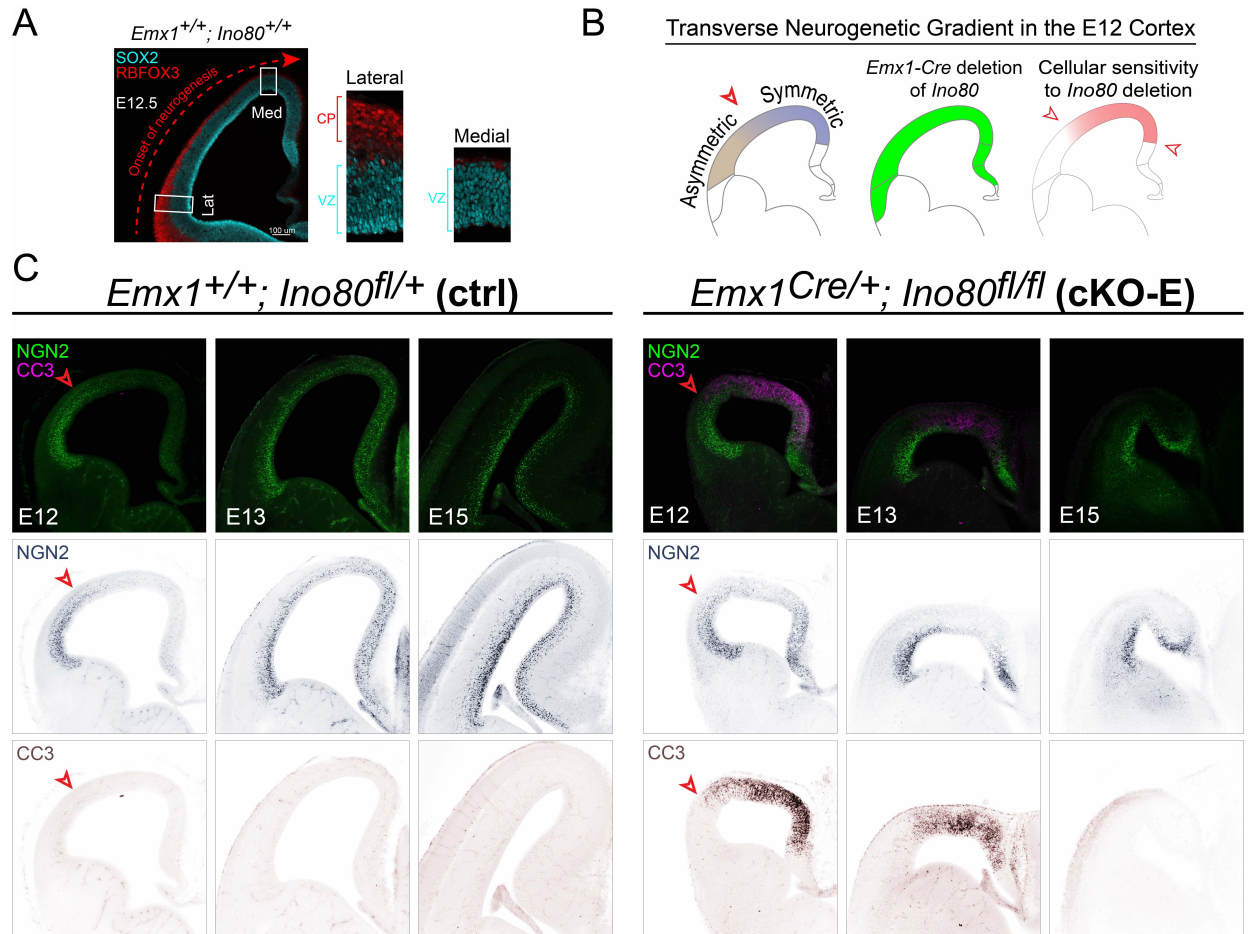 A
Emx1+/+; Ino80+/+
SOX2
RBFOX3
E12.5
Onset of neurogenesis
Med
Lat
100 um
Lateral
CP
VZ
Medial
VZ
B
Transverse Neurogenetic Gradient in the E12 Cortex
Asymmetric
Symmetric
Emx1-Cre deletion
of Ino80
Cellular sensitivity
to Ino80 deletion
C
Emx1+/+; Ino80fl/+ (ctrl)
Emx1Cre/+; Ino80fl/fl (cKO-E)
NGN2
CC3
E12
E13
E15
NGN2
CC3
E12
E13
E15
NGN2
NGN2
CC3
CC3